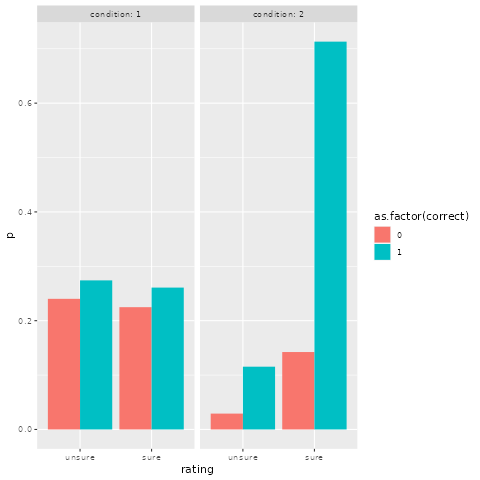 condition: 1
condition: 2
0.6
0.4
0.2
0.0
p
unsure
sure
unsure
sure
rating
as.factor(correct)
0
1